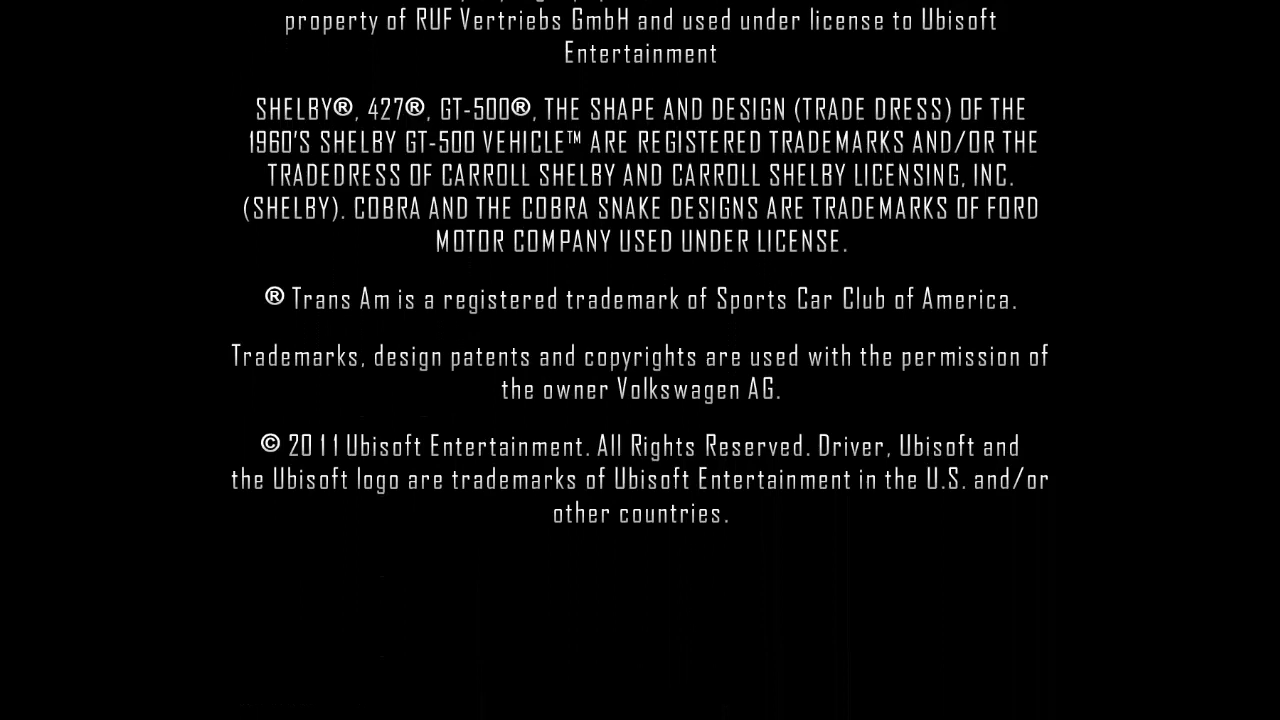 property of RUF Vertriebs GmbH and used under license to Ubisoft
Entertainment
SHELBY®, 427®, GT-500®, THE SHAPE AND DESIGN (TRADE DRESS) OF THE
1960'S SHELBY GT-500 VEHICLE™ ARE REGISTERED TRADEMARKS AND/OR THE
TRADEDRESS OF CARROLL SHELBY AND CARROLL SHELBY LICENSING, INC.
(SHELBY). COBRA AND THE COBRA SNAKE DESIGNS ARE TRADEMARKS OF FORD
MOTOR COMPANY USED UNDER LICENSE.
® Trans Am is a registered trademark of Sports Car Club of America.
Trademarks, design patents and copyrights are used with the permission of
the owner Volkswagen AG.
© 2011 Ubisoft Entertainment. All Rights Reserved. Driver, Ubisoft and
the Ubisoft logo are trademarks of Ubisoft Entertainment in the U.S. and/or
other countries.